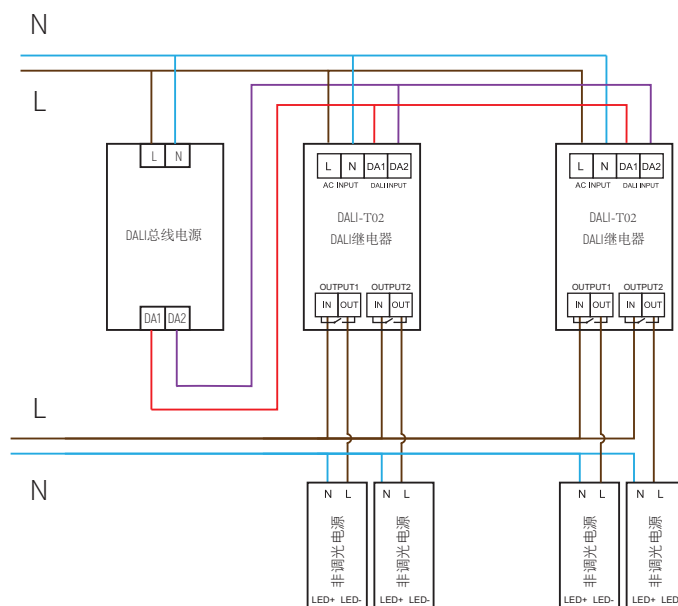 N
L
L N
L N DA1 DA2
AC INPUT DALI INPUT
L N DA1 DA2
AC INPUT DALI INPUT
DALI总线电源
DALI-T02
DALI继电器
DALI-T02
DALI继电器
DA1 DA2
OUTPUT1 OUTPUT2
IN OUT IN OUT
OUTPUT1 OUTPUT2
IN OUT IN OUT
L
N
N L
非调光电源
LED+ LED-
N L
非调光电源
LED+ LED-
N L
非调光电源
LED+ LED-
N L
非调光电源
LED+ LED